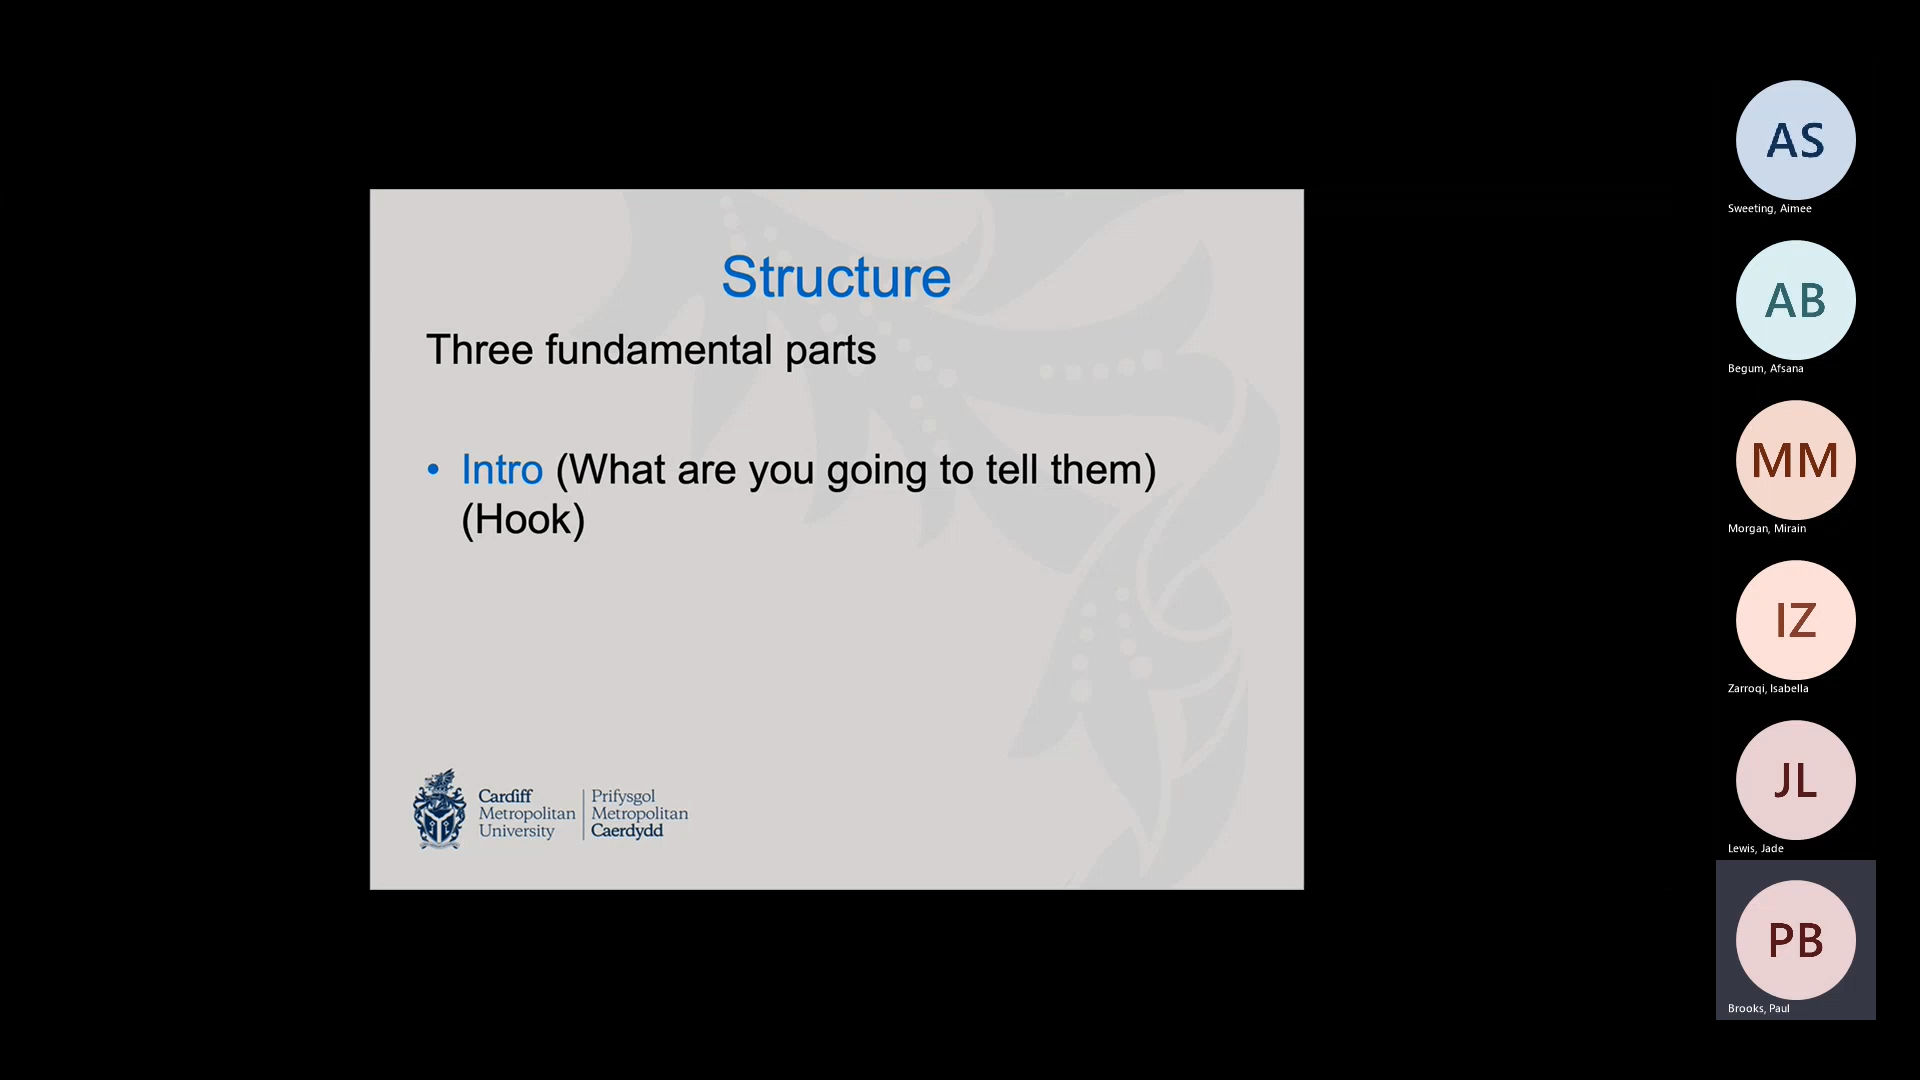 Structure
Three fundamental parts
• Intro (What are you going to tell them)
(Hook)
Cardiff
Metropolitan
University
Prifysgol
Metropolitan
Caerdydd
AS
Sweeting, Aimee
AB
Begum, Afsana
MM
Morgan, Mirain
IZ
Zarroqi, Isabella
JL
Lewis, Jade
PB
Brooks, Paul